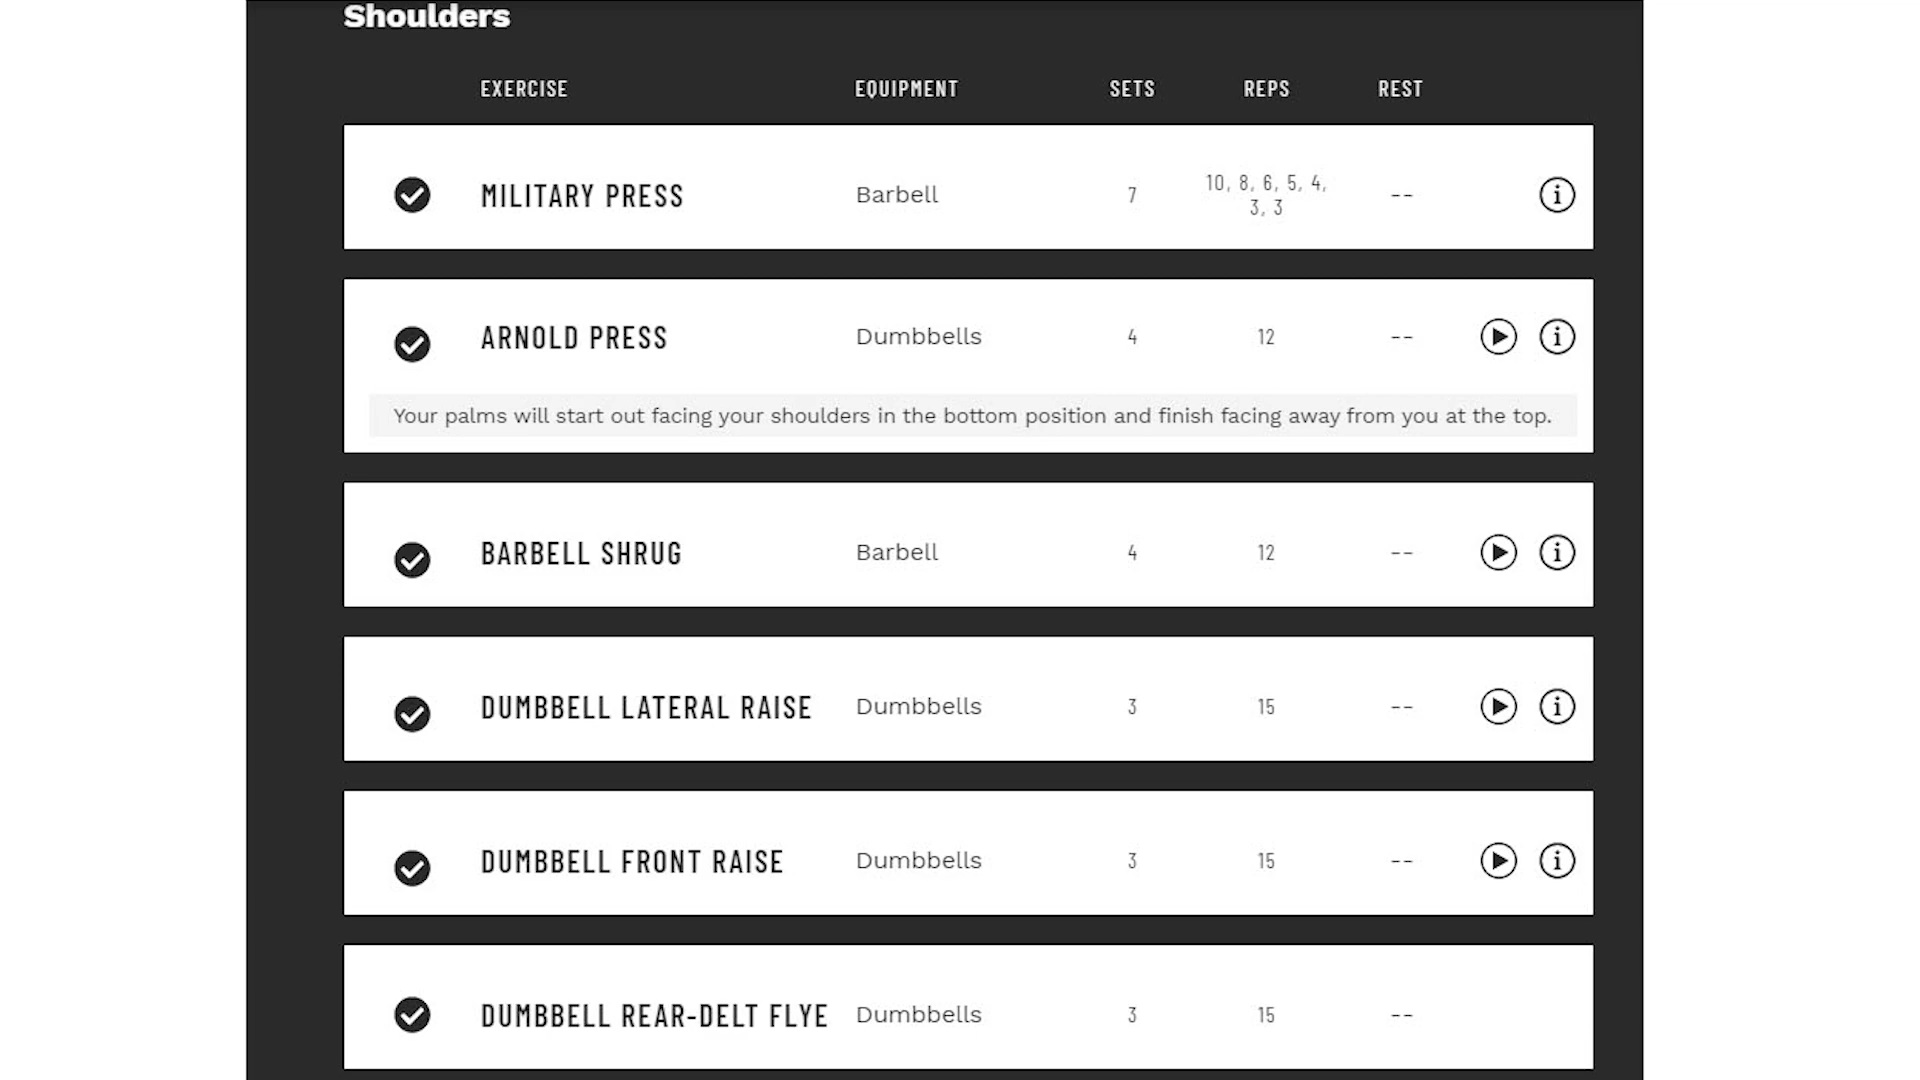 Shoulders
EXERCISE EQUIPMENT SETS REPS REST
MILITARY PRESS Barbell 7 10, 8, 6, 5, 4, 3, 3 --
ARNOLD PRESS Dumbbells 4 12 --
Your palms will start out facing your shoulders in the bottom position and finish facing away from you at the top.
BARBELL SHRUG Barbell 4 12 --
DUMBBELL LATERAL RAISE Dumbbells 3 15 --
DUMBBELL FRONT RAISE Dumbbells 3 15 --
DUMBBELL REAR-DELT FLYE Dumbbells 3 15 --